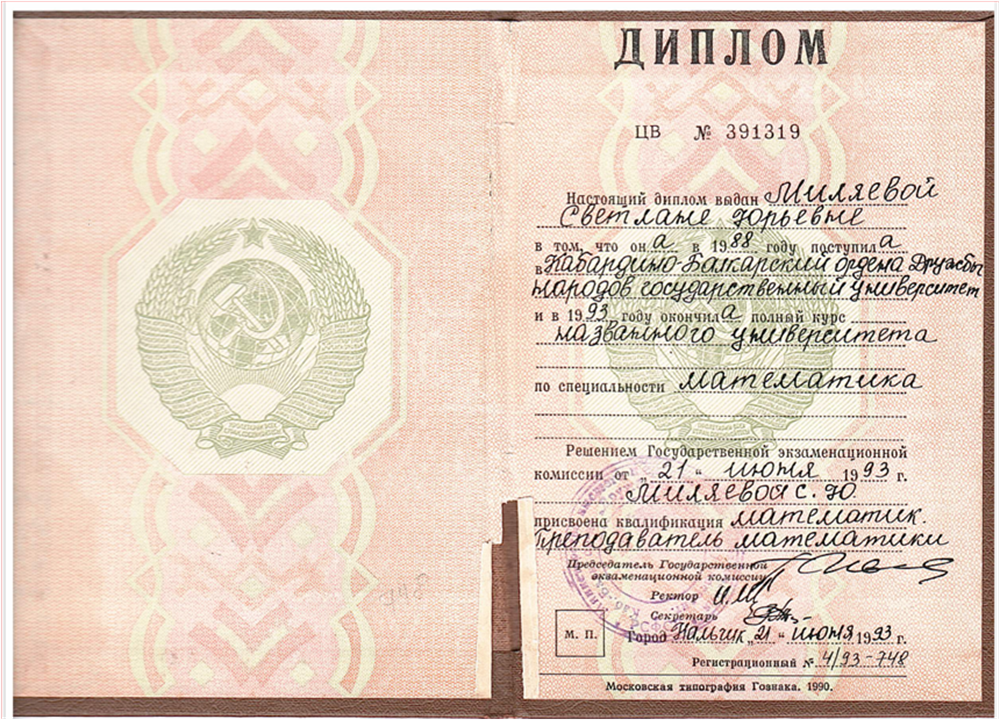 ДИПЛОМ
ЦВ № 391319
Настоящий диплом выдан Миляевой
Светлане Юрьевне
в том, что он а в 1988 году поступил а
в Кабардино-Балкарский ордена Дружбы
народов государственный университет
и в 1993 году окончил а полный курс
названного университета
по специальности математика
Решением Государственной экзаменационной
комиссии от „21“ июня 1993 г.
Миляевой С. Ю.
присвоена квалификация математик.
Преподаватель математики
Председатель Государственной
экзаменационной комиссии
Ректор
Секретарь
М. П.
Город Нальчик „21“ июня 1993 г.
Регистрационный № 4/93-748
Московская типография Гознака. 1990.